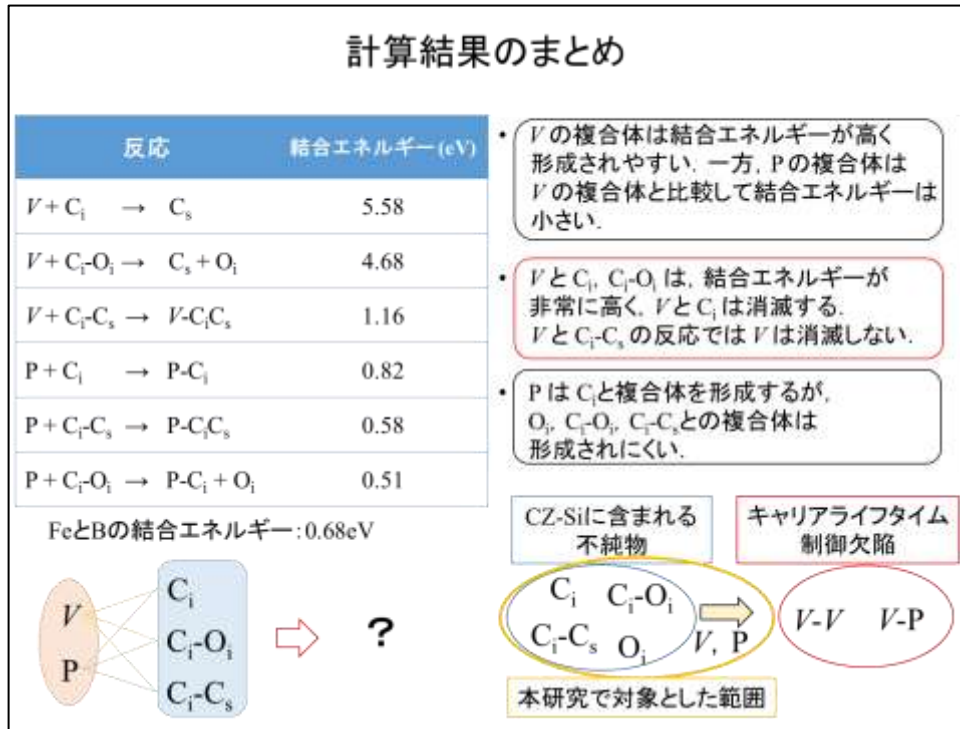 計算結果のまとめ
反応 結合エネルギー(eV)
V + Cᵢ → Cₛ 5.58
V + Cᵢ-Oᵢ → Cₛ + Oᵢ 4.68
V + Cᵢ-Cₛ → V-CᵢCₛ 1.16
P + Cᵢ → P-Cᵢ 0.82
P + Cᵢ-Cₛ → P-CᵢCₛ 0.58
P + Cᵢ-Oᵢ → P-Cᵢ + Oᵢ 0.51
FeとBの結合エネルギー:0.68eV
V
P
Cᵢ
Cᵢ-Oᵢ
Cᵢ-Cₛ
?
• Vの複合体は結合エネルギーが高く
形成されやすい. 一方, Pの複合体は
Vの複合体と比較して結合エネルギーは
小さい.
• VとCᵢ, Cᵢ-Oᵢは, 結合エネルギーが
非常に高く, VとCᵢは消滅する.
VとCᵢ-Cₛの反応ではVは消滅しない.
• PはCᵢと複合体を形成するが,
Oᵢ, Cᵢ-Oᵢ, Cᵢ-Cₛとの複合体は
形成されにくい.
CZ-Siに含まれる
不純物
キャリアライフタイム
制御欠陥
Cᵢ Cᵢ-Oᵢ
Cᵢ-Cₛ Oᵢ V, P
V-V V-P
本研究で対象とした範囲